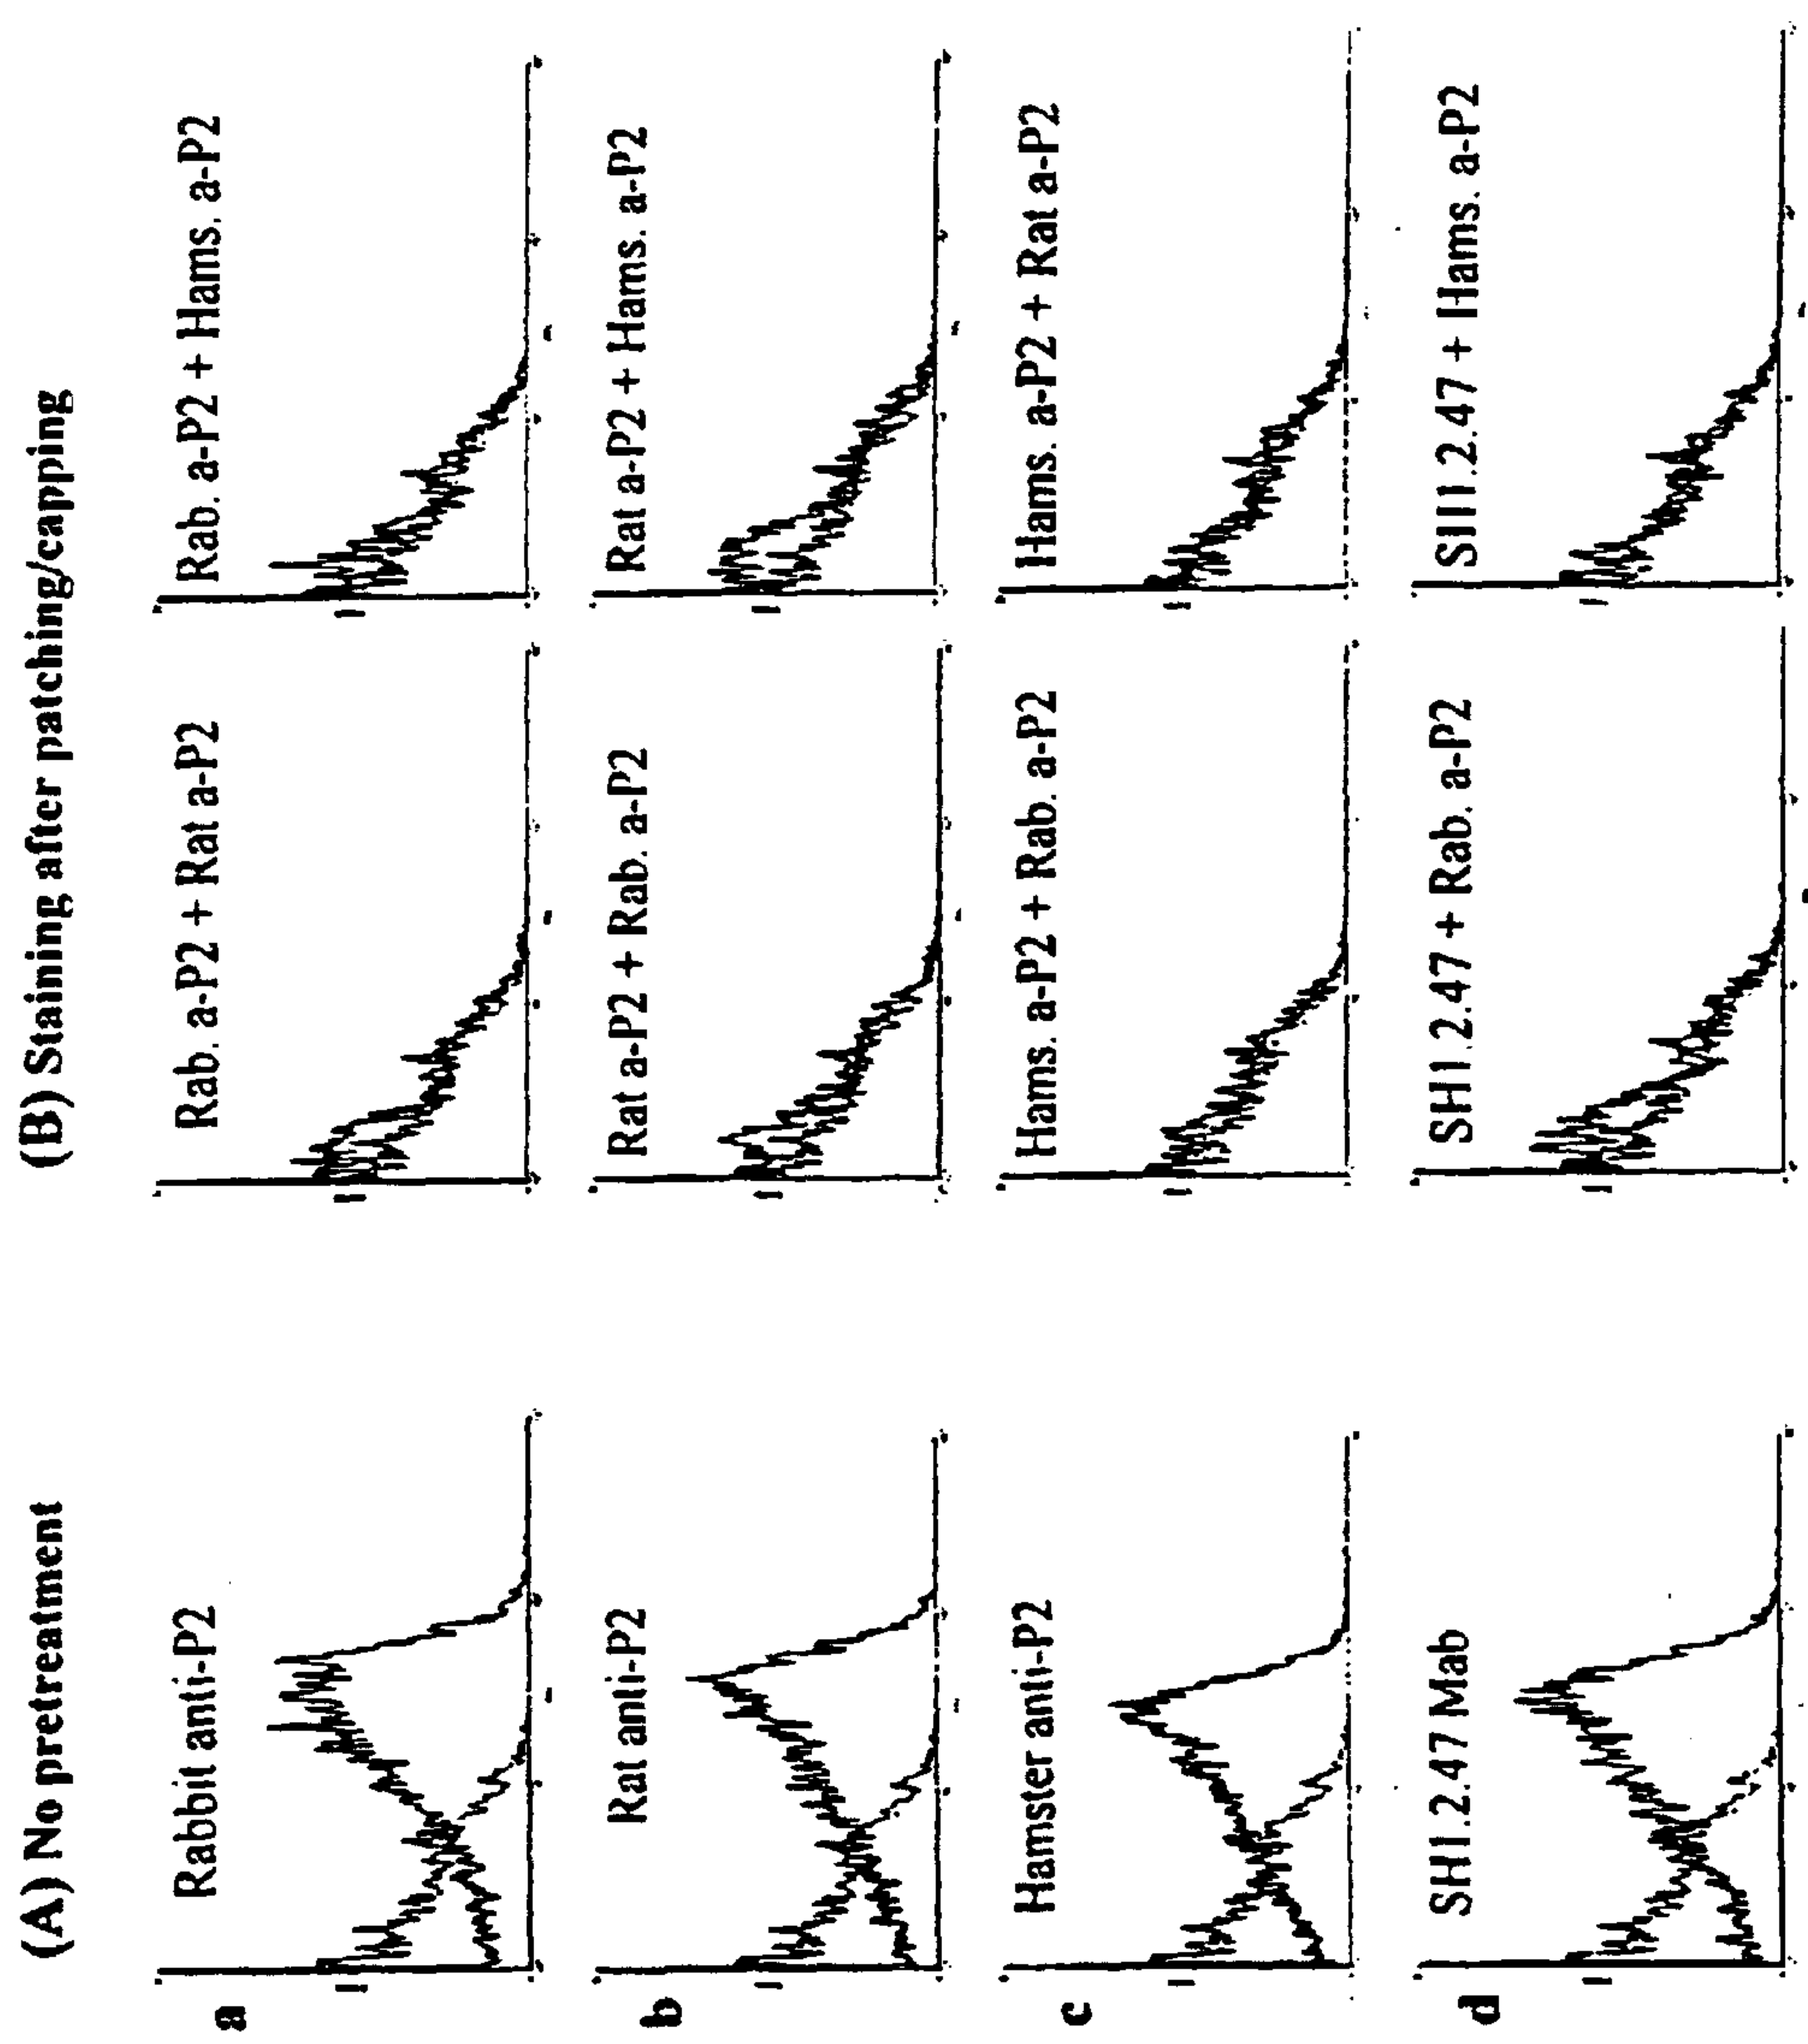 (A) No pretreatment
(B) Staining after patching/capping
a
Rabbit anti-P2
Rab. a-P2 + Rat a-P2
Rab. a-P2 + Hams. a-P2
b
Rat anti-P2
Rat a-P2 + Rab. a-P2
Rat a-P2 + Hams. a-P2
c
Hamster anti-P2
Hams. a-P2 + Rab. a-P2
Hams. a-P2 + Rat a-P2
d
SH1.2.47 Mab
SH1.2.47 + Rab. a-P2
SH1.2.47 + Hams. a-P2